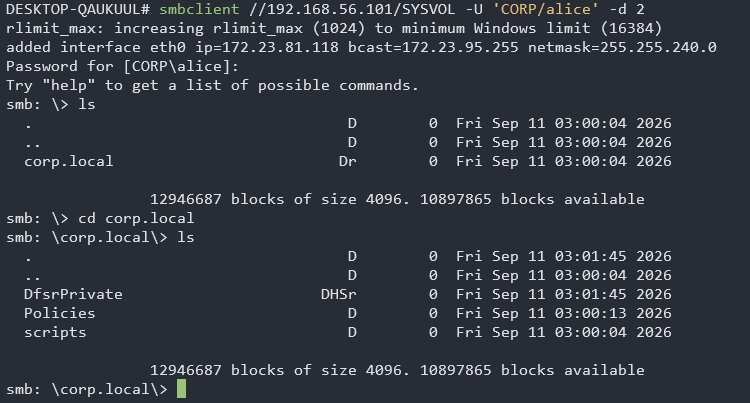 DESKTOP-QAUKUUL# smbclient //192.168.56.101/SYSVOL -U 'CORP/alice' -d 2
rlimit_max: increasing rlimit_max (1024) to minimum Windows limit (16384)
added interface eth0 ip=172.23.81.118 bcast=172.23.95.255 netmask=255.255.240.0
Password for [CORP\alice]:
Try "help" to get a list of possible commands.
smb: \> ls
  .                                   D        0  Fri Sep 11 03:00:04 2026
  ..                                  D        0  Fri Sep 11 03:00:04 2026
  corp.local                         Dr        0  Fri Sep 11 03:00:04 2026

                12946687 blocks of size 4096. 10897865 blocks available
smb: \> cd corp.local
smb: \corp.local\> ls
  .                                   D        0  Fri Sep 11 03:01:45 2026
  ..                                  D        0  Fri Sep 11 03:00:04 2026
  DfsrPrivate                      DHSr        0  Fri Sep 11 03:01:45 2026
  Policies                            D        0  Fri Sep 11 03:00:13 2026
  scripts                             D        0  Fri Sep 11 03:00:04 2026

                12946687 blocks of size 4096. 10897865 blocks available
smb: \corp.local\>